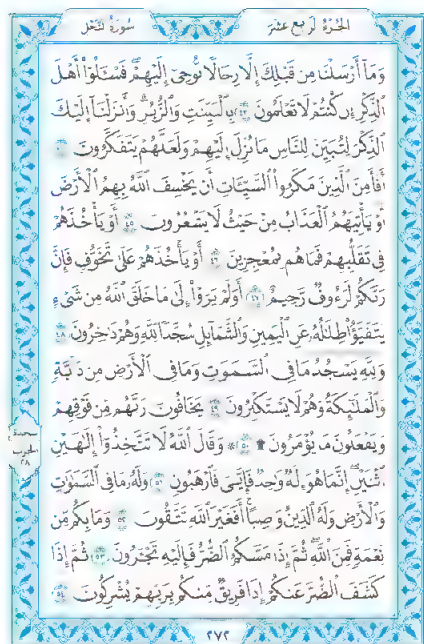 سورة النحل الجزء الرابع عشر
وَمَآ أَرْسَلْنَا مِن قَبْلِكَ إِلَّا رِجَالًا نُّوحِىٓ إِلَيْهِمْ فَسْـَٔلُوٓا۟ أَهْلَ
ٱلذِّكْرِ إِن كُنتُمْ لَا تَعْلَمُونَ ٤٣ بِٱلْبَيِّنَـٰتِ وَٱلزُّبُرِ وَأَنزَلْنَآ إِلَيْكَ
ٱلذِّكْرَ لِتُبَيِّنَ لِلنَّاسِ مَا نُزِّلَ إِلَيْهِمْ وَلَعَلَّهُمْ يَتَفَكَّرُونَ ٤٤
أَفَأَمِنَ ٱلَّذِينَ مَكَرُوا۟ ٱلسَّيِّـَٔاتِ أَن يَخْسِفَ ٱللَّهُ بِهِمُ ٱلْأَرْضَ
أَوْ يَأْتِيَهُمُ ٱلْعَذَابُ مِنْ حَيْثُ لَا يَشْعُرُونَ ٤٥ أَوْ يَأْخُذَهُمْ
فِى تَقَلُّبِهِمْ فَمَا هُم بِمُعْجِزِينَ ٤٦ أَوْ يَأْخُذَهُمْ عَلَىٰ تَخَوُّفٍ فَإِنَّ
رَبَّكُمْ لَرَءُوفٌ رَّحِيمٌ ٤٧ أَوَلَمْ يَرَوْا۟ إِلَىٰ مَا خَلَقَ ٱللَّهُ مِن شَىْءٍ
يَتَفَيَّؤُا۟ ظِلَـٰلُهُۥ عَنِ ٱلْيَمِينِ وَٱلشَّمَآئِلِ سُجَّدًا لِّلَّهِ وَهُمْ دَٰخِرُونَ ٤٨
وَلِلَّهِ يَسْجُدُ مَا فِى ٱلسَّمَـٰوَٰتِ وَمَا فِى ٱلْأَرْضِ مِن دَآبَّةٍ
وَٱلْمَلَـٰٓئِكَةُ وَهُمْ لَا يَسْتَكْبِرُونَ ٤٩ يَخَافُونَ رَبَّهُم مِّن فَوْقِهِمْ
وَيَفْعَلُونَ مَا يُؤْمَرُونَ ۩ ٥٠ ۞ وَقَالَ ٱللَّهُ لَا تَتَّخِذُوٓا۟ إِلَـٰهَيْنِ
ٱثْنَيْنِ إِنَّمَا هُوَ إِلَـٰهٌ وَٰحِدٌ فَإِيَّـٰىَ فَٱرْهَبُونِ ٥١ وَلَهُۥ مَا فِى ٱلسَّمَـٰوَٰتِ
وَٱلْأَرْضِ وَلَهُ ٱلدِّينُ وَاصِبًا أَفَغَيْرَ ٱللَّهِ تَتَّقُونَ ٥٢ وَمَا بِكُم مِّن
نِّعْمَةٍ فَمِنَ ٱللَّهِ ثُمَّ إِذَا مَسَّكُمُ ٱلضُّرُّ فَإِلَيْهِ تَجْـَٔرُونَ ٥٣ ثُمَّ إِذَا
كَشَفَ ٱلضُّرَّ عَنكُمْ إِذَا فَرِيقٌ مِّنكُم بِرَبِّهِمْ يُشْرِكُونَ ٥٤
سجدة
الحزب
٢٨
٢٧٢